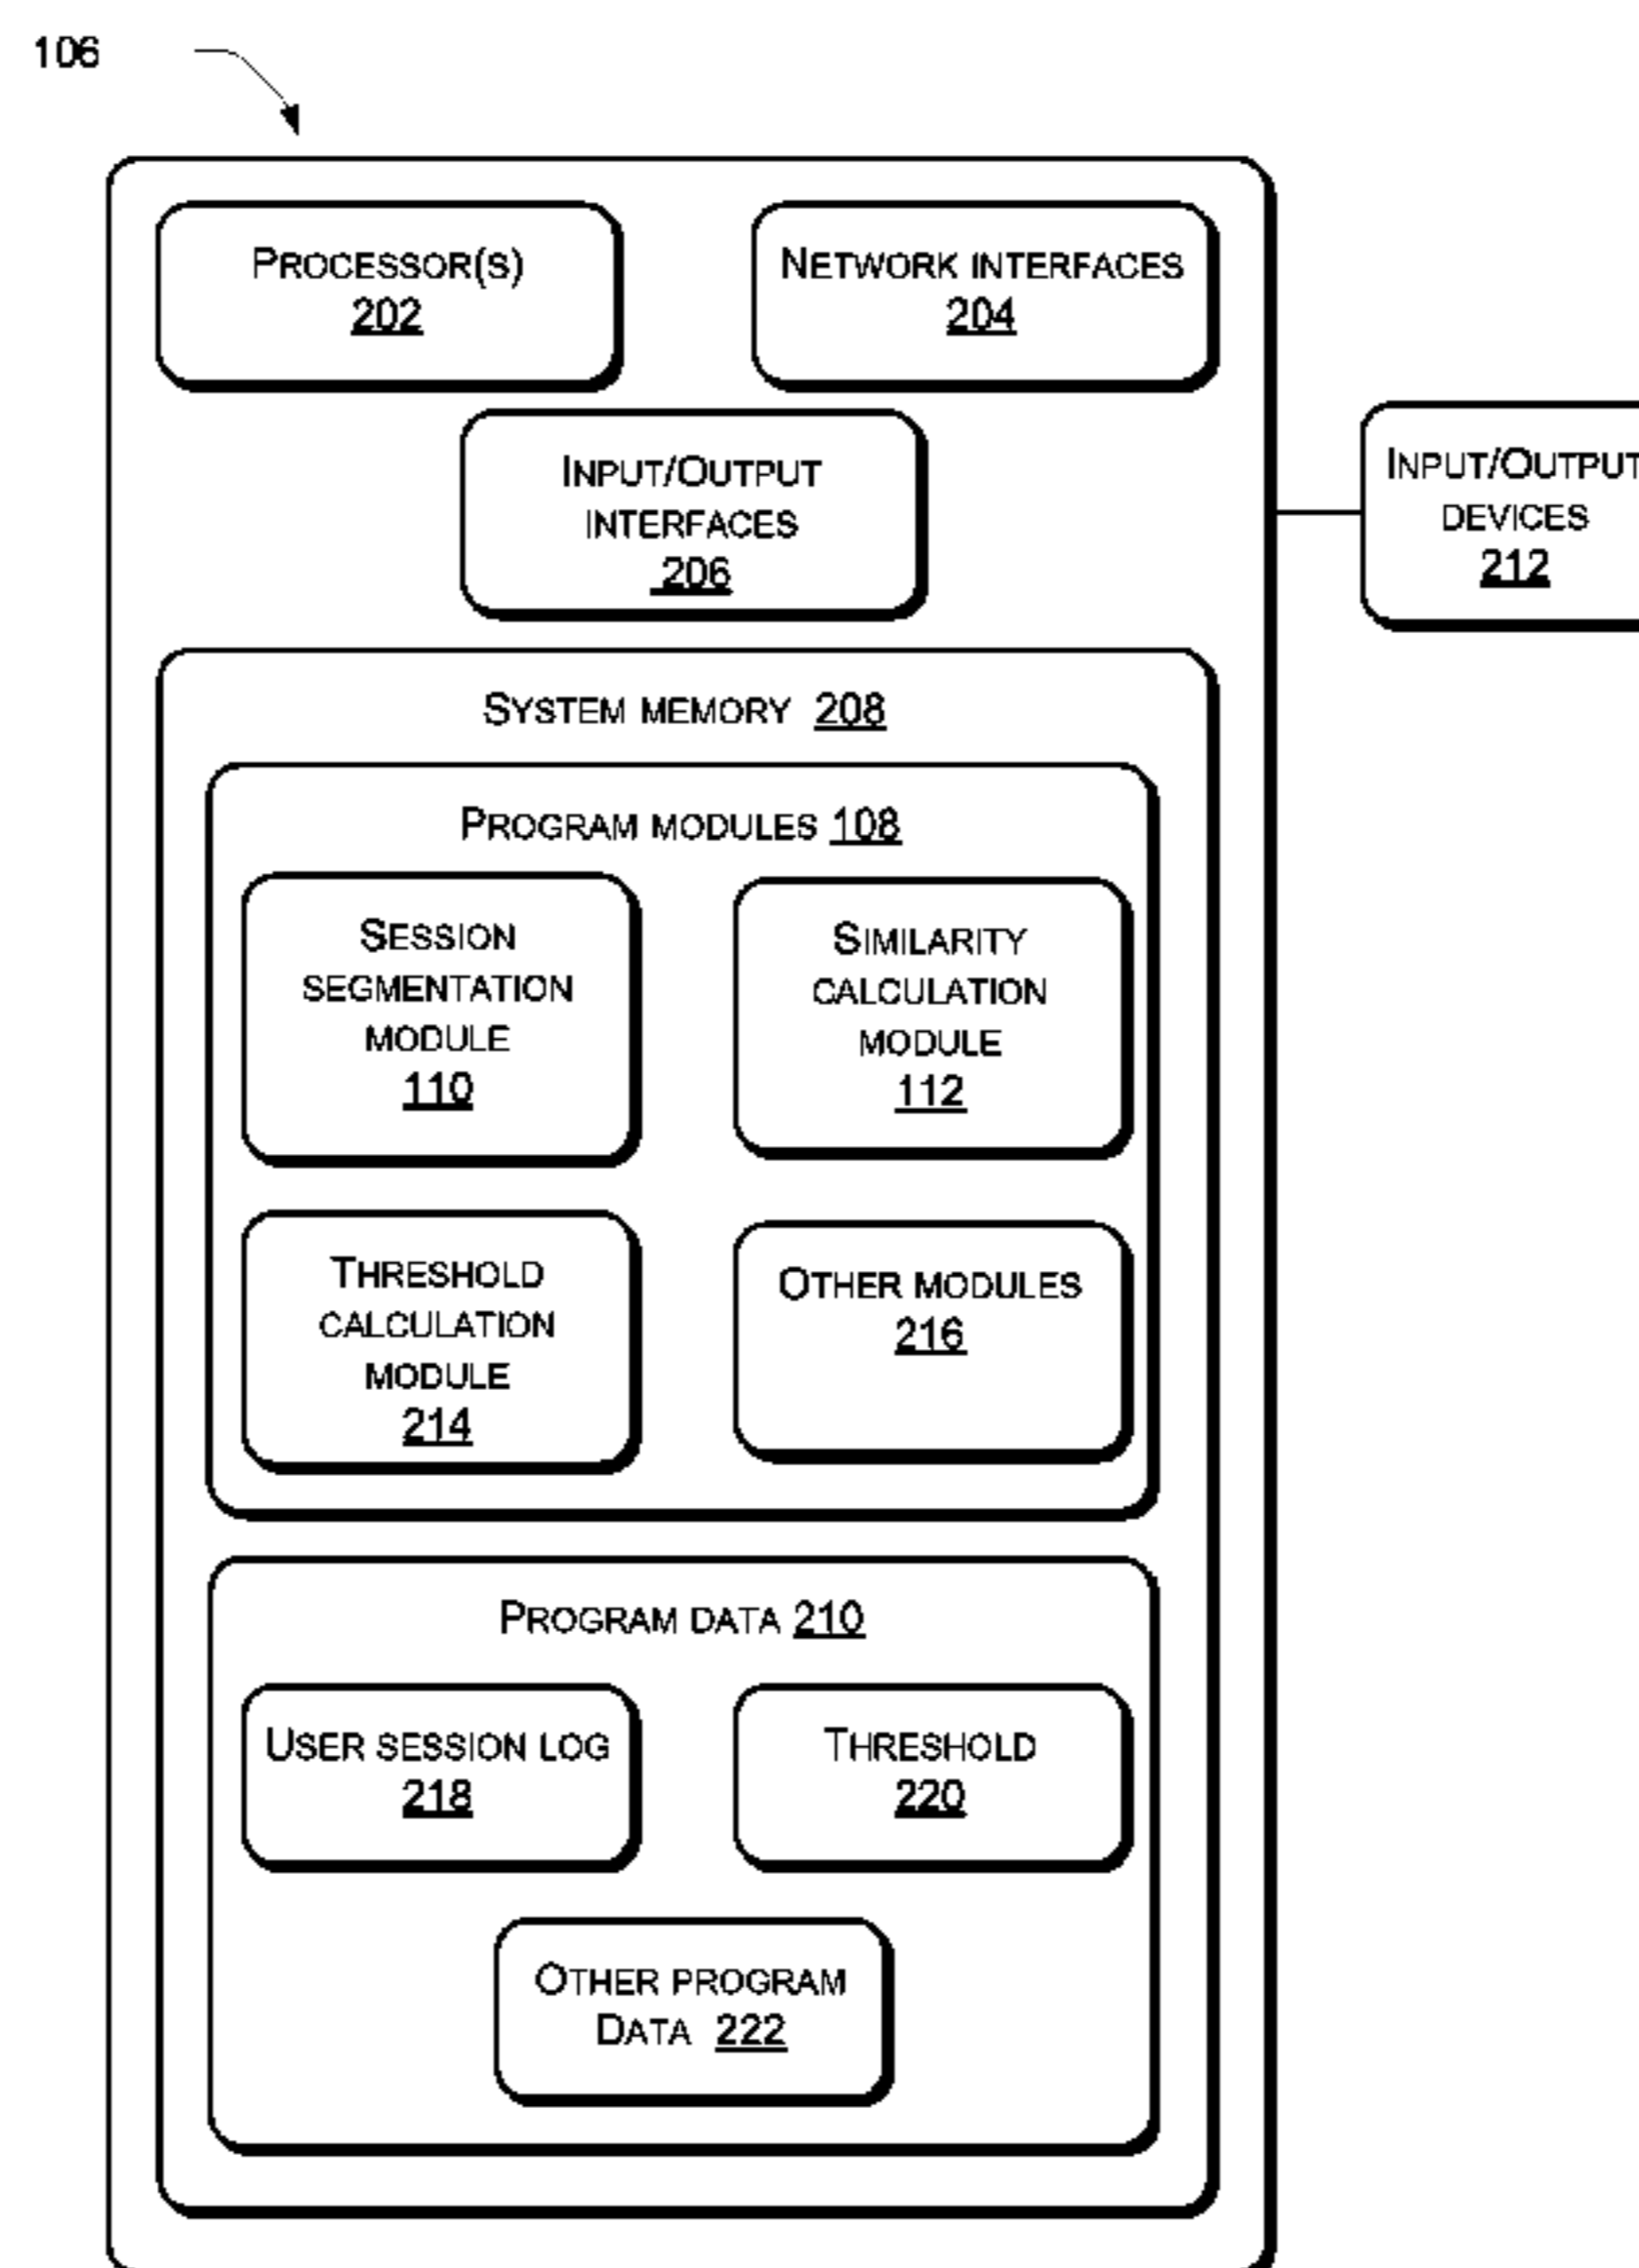 106
PROCESSOR(S)
202
NETWORK INTERFACES
204
INPUT/OUTPUT
INTERFACES
206
INPUT/OUTPUT
DEVICES
212
SYSTEM MEMORY 208
PROGRAM MODULES 108
SESSION
SEGMENTATION
MODULE
110
SIMILARITY
CALCULATION
MODULE
112
THRESHOLD
CALCULATION
MODULE
214
OTHER MODULES
216
PROGRAM DATA 210
USER SESSION LOG
218
THRESHOLD
220
OTHER PROGRAM
DATA 222